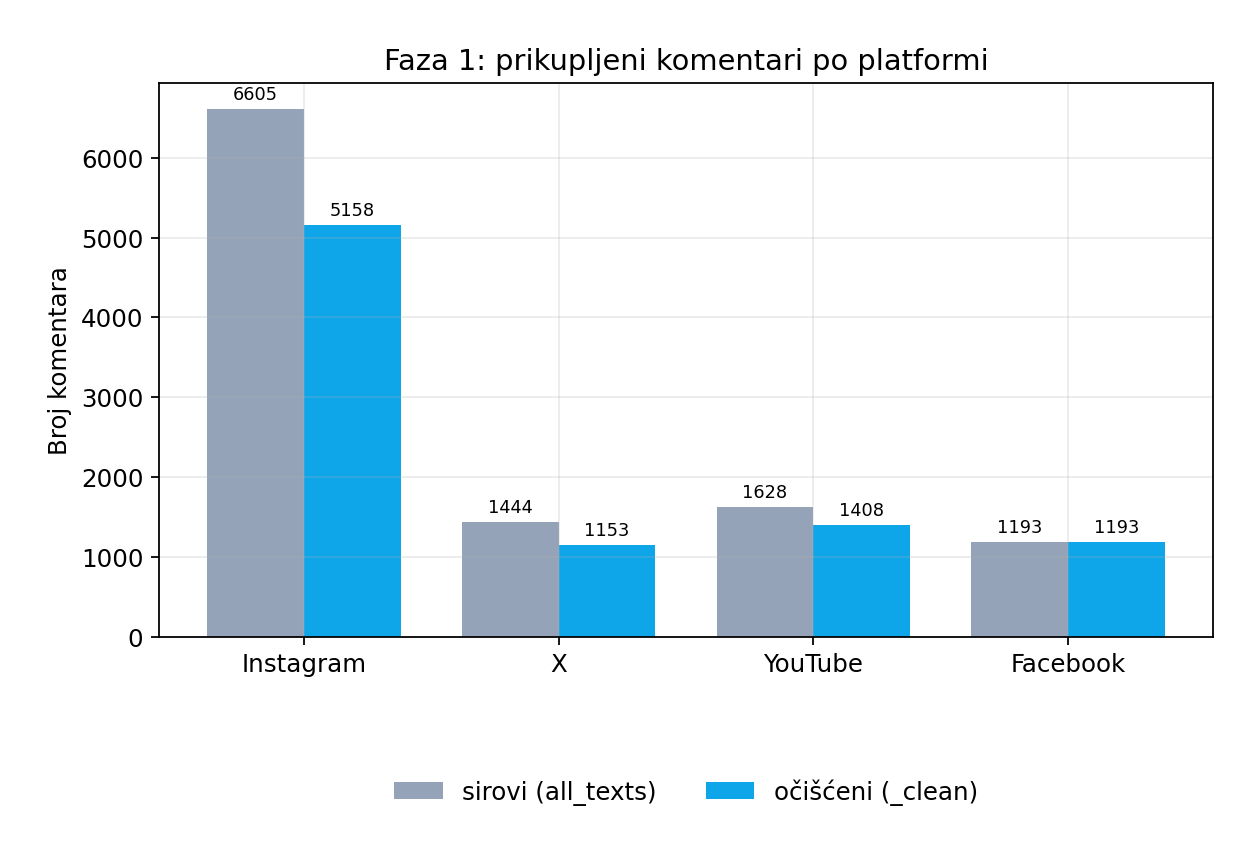 Faza 1: prikupljeni komentari po platformi
6605
6000
5158
5000
4000
Broj komentara
3000
2000
1628
1444
1408
1153
1193
1193
1000
0
Instagram
X
YouTube
Facebook
sirovi (all_texts)
očišćeni (_clean)